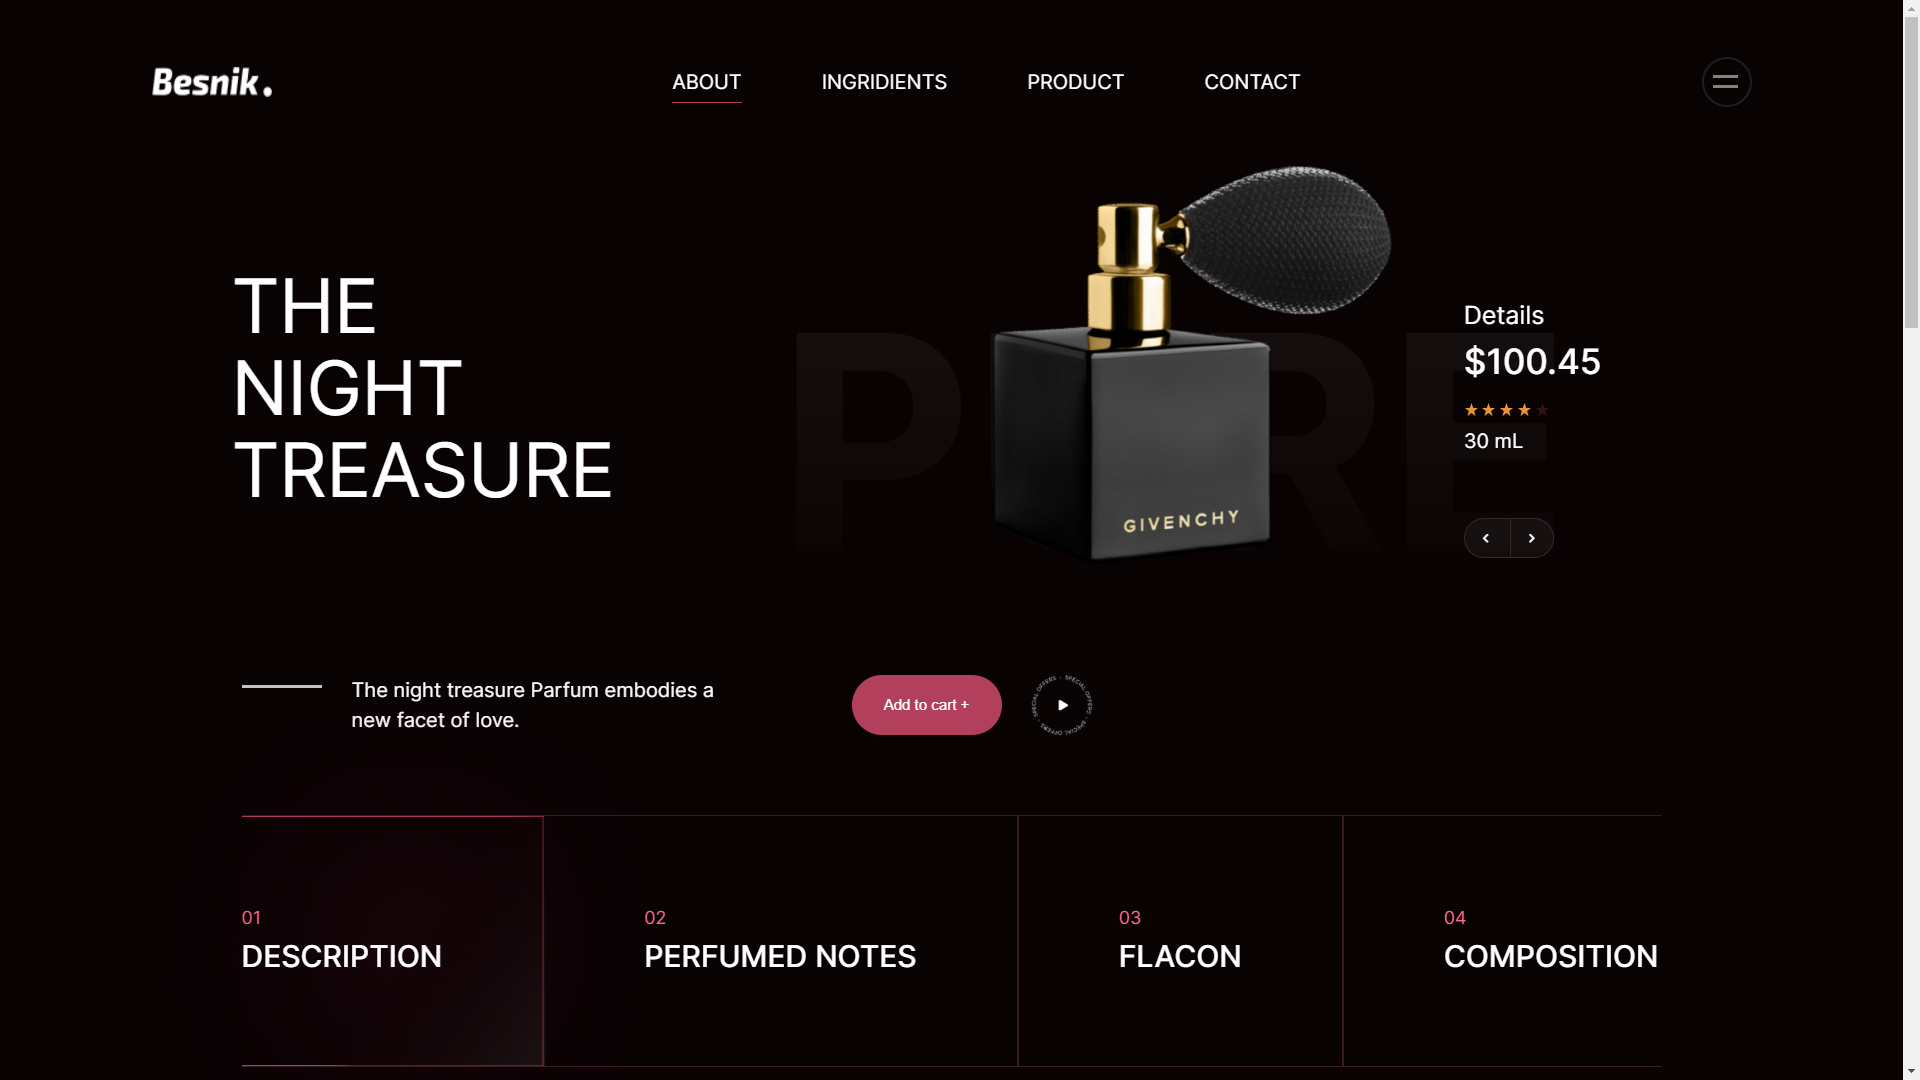 Besnik.
ABOUT
INGRIDIENTS
PRODUCT
CONTACT
THE
NIGHT
TREASURE
GIVENCHY
Details
$100.45
30 mL
The night treasure Parfum embodies a
new facet of love.
Add to cart +
SPECIAL OFFERS - SPECIAL OFFERS - SPECIAL OFFERS -
01
DESCRIPTION
02
PERFUMED NOTES
03
FLACON
04
COMPOSITION